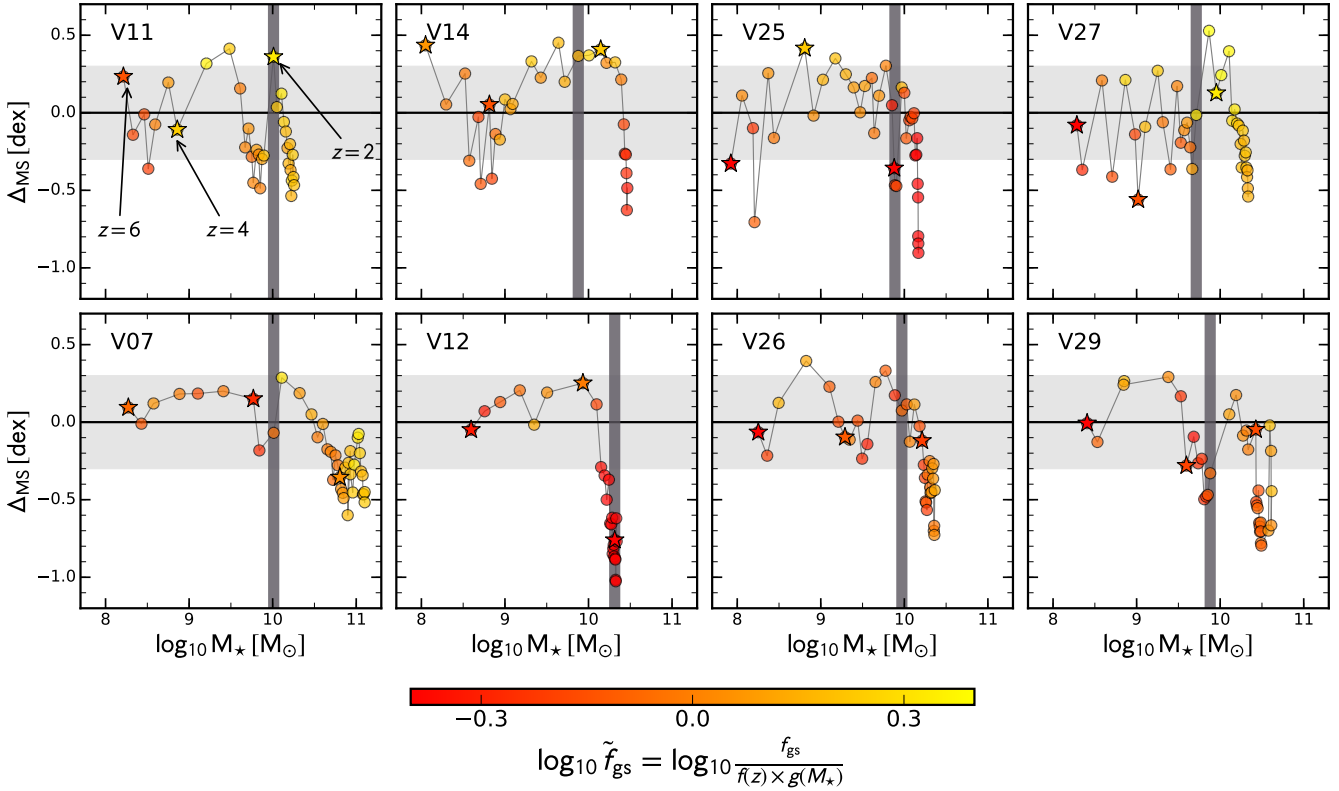 V11
V14
V25
V27
0.5
0.0
−0.5
−1.0
Δ_MS [dex]
z=6
z=4
z=2
V07
V12
V26
V29
0.5
0.0
−0.5
−1.0
Δ_MS [dex]
8 9 10 11
8 9 10 11
8 9 10 11
8 9 10 11
log₁₀ M⋆ [M⊙]
log₁₀ M⋆ [M⊙]
log₁₀ M⋆ [M⊙]
log₁₀ M⋆ [M⊙]
−0.3 0.0 0.3
log₁₀ f̃_gs = log₁₀ f_gs / f(z) × g(M⋆)